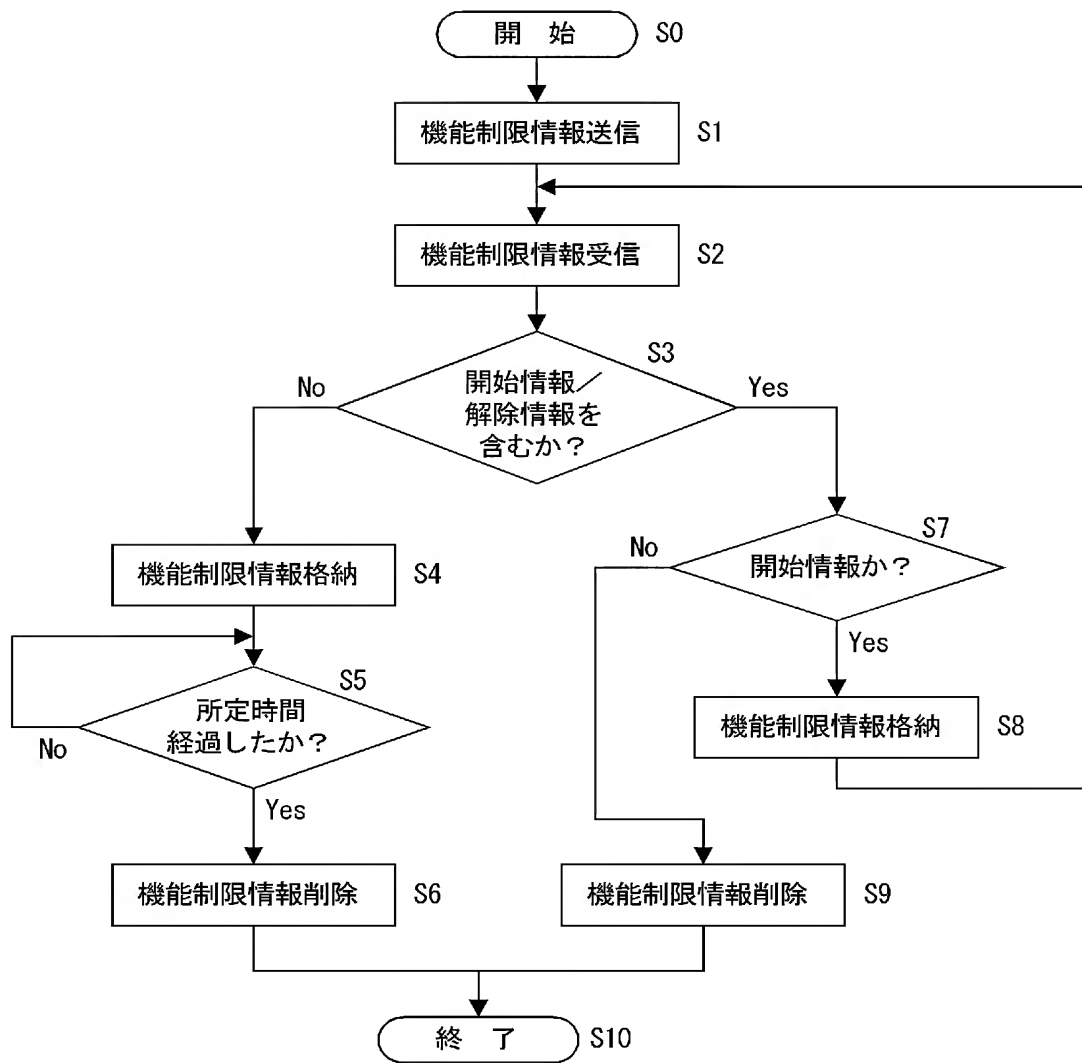 開 始 S0
機能制限情報送信 S1
機能制限情報受信 S2
S3
開始情報／
解除情報を
含むか？
No
Yes
機能制限情報格納 S4
S7
開始情報か？
No
Yes
S5
所定時間
経過したか？
No
Yes
機能制限情報格納 S8
機能制限情報削除 S6
機能制限情報削除 S9
終 了 S10